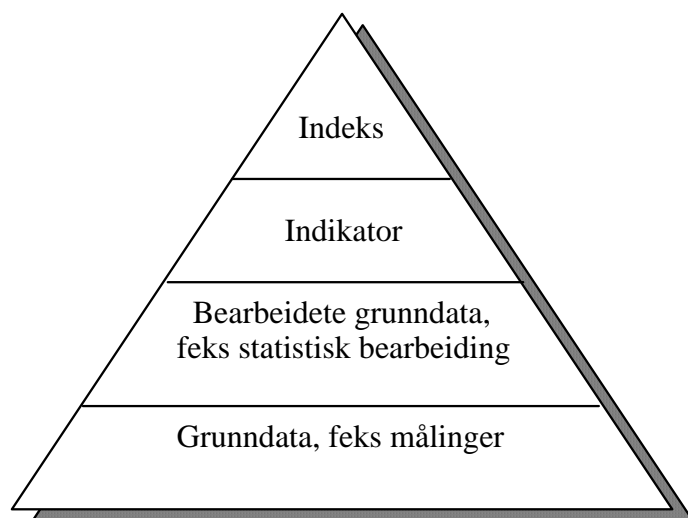 Indeks
Indikator
Bearbeidete grunndata,
feks statistisk bearbeiding
Grunndata, feks målinger